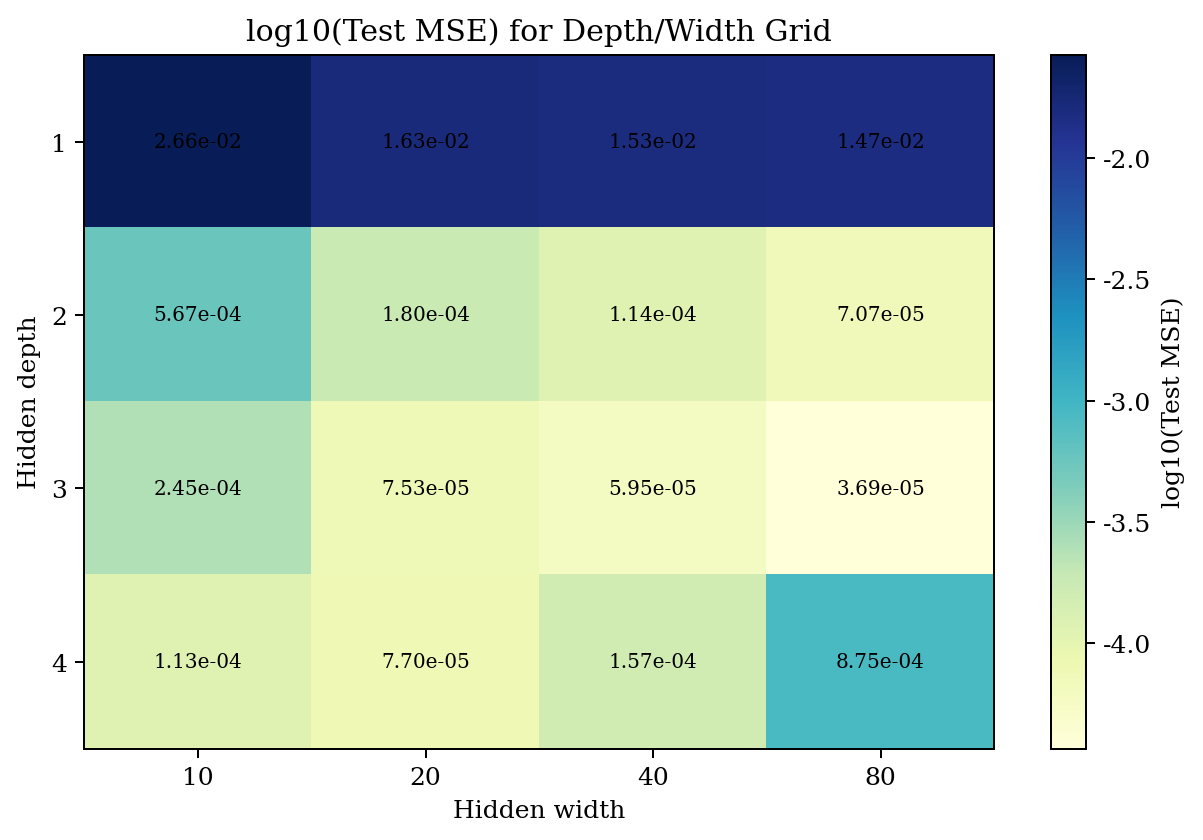 log10(Test MSE) for Depth/Width Grid
Hidden depth
1
2.66e-02 1.63e-02 1.53e-02 1.47e-02
2
5.67e-04 1.80e-04 1.14e-04 7.07e-05
3
2.45e-04 7.53e-05 5.95e-05 3.69e-05
4
1.13e-04 7.70e-05 1.57e-04 8.75e-04
10 20 40 80
Hidden width
-2.0
-2.5
-3.0
-3.5
-4.0
log10(Test MSE)